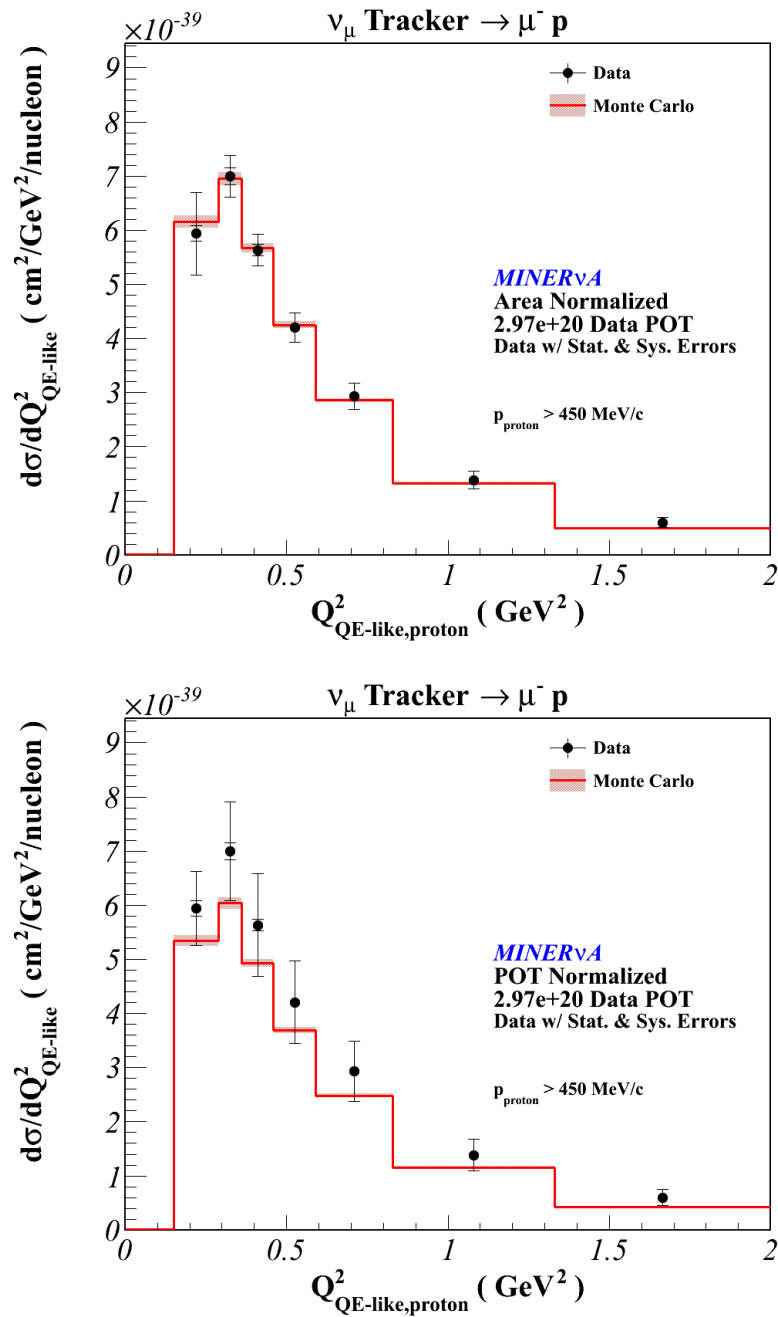 ×10⁻³⁹
ν_μ Tracker → μ⁻ p
dσ/dQ²_QE-like ( cm²/GeV²/nucleon )
9
8
7
6
5
4
3
2
1
0
Data
Monte Carlo
MINERνA
Area Normalized
2.97e+20 Data POT
Data w/ Stat. & Sys. Errors
p_proton > 450 MeV/c
0 0.5 1 1.5 2
Q²_QE-like,proton ( GeV² )
×10⁻³⁹
ν_μ Tracker → μ⁻ p
dσ/dQ²_QE-like ( cm²/GeV²/nucleon )
9
8
7
6
5
4
3
2
1
0
Data
Monte Carlo
MINERνA
POT Normalized
2.97e+20 Data POT
Data w/ Stat. & Sys. Errors
p_proton > 450 MeV/c
0 0.5 1 1.5 2
Q²_QE-like,proton ( GeV² )